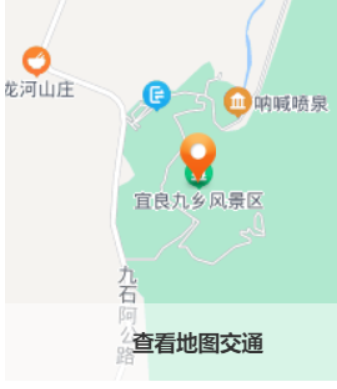 龙河山庄
呐喊喷泉
宜良九乡风景区
九石阿公路
查看地图交通